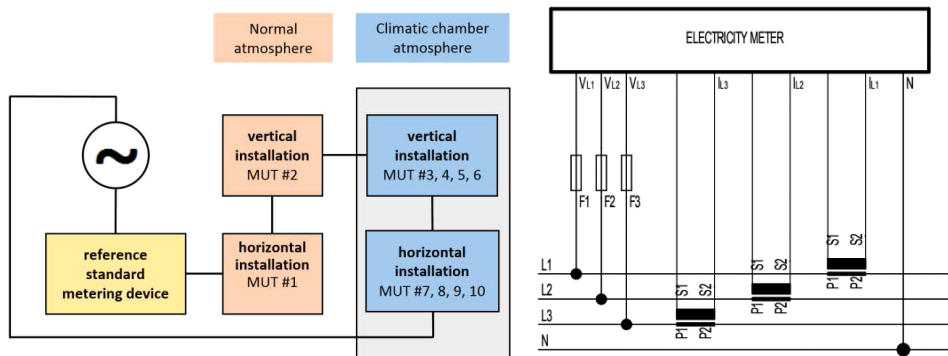 Normal
atmosphere
Climatic chamber
atmosphere
~
vertical
installation
MUT #2
vertical
installation
MUT #3, 4, 5, 6
reference
standard
metering device
horizontal
installation
MUT #1
horizontal
installation
MUT #7, 8, 9, 10
ELECTRICITY METER
VL1 VL2 VL3 IL3 IL2 IL1 N
F1 F2 F3
S1 S2
S1 S2
S1 S2
L1
P1 P2
L2
P1 P2
L3
P1 P2
N